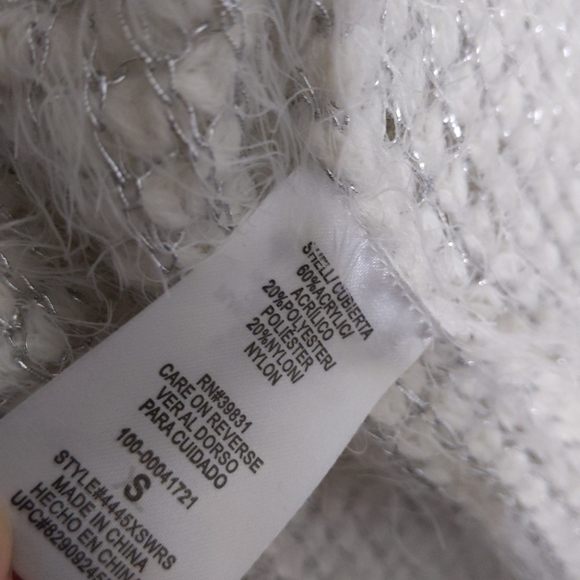 SHELL/ CUBIERTA
60%ACRYLIC/
ACRÍLICO
20%POLYESTER/
POLIÉSTER
20%NYLON/
NYLON
RN#39831
CARE ON REVERSE
VER AL DORSO
PARA CUIDADO
100-00041721
S
STYLE#4445XSWRS
MADE IN CHINA
HECHO EN CHINA